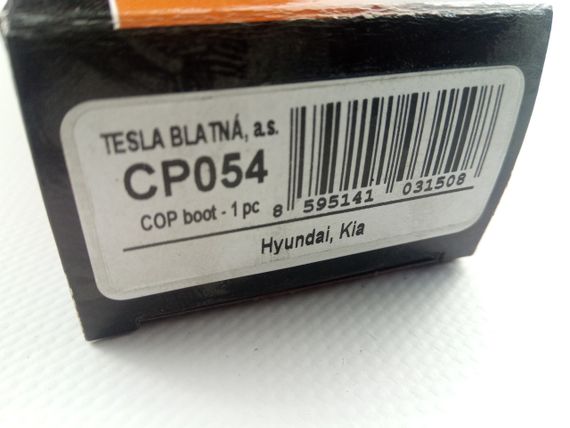 TESLA BLATNÁ, a.s.
CP054
COP boot - 1 pc
8 595141 031508
Hyundai, Kia